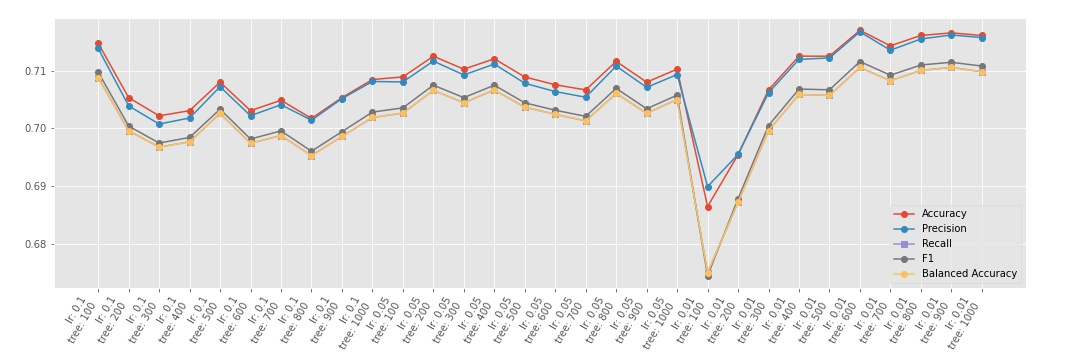 0.71
0.70
0.69
0.68
lr: 0.1
tree: 100
lr: 0.1
tree: 200
lr: 0.1
tree: 300
lr: 0.1
tree: 400
lr: 0.1
tree: 500
lr: 0.1
tree: 600
lr: 0.1
tree: 700
lr: 0.1
tree: 800
lr: 0.1
tree: 900
lr: 0.1
tree: 1000
lr: 0.05
tree: 100
lr: 0.05
tree: 200
lr: 0.05
tree: 300
lr: 0.05
tree: 400
lr: 0.05
tree: 500
lr: 0.05
tree: 600
lr: 0.05
tree: 700
lr: 0.05
tree: 800
lr: 0.05
tree: 900
lr: 0.05
tree: 1000
lr: 0.01
tree: 100
lr: 0.01
tree: 200
lr: 0.01
tree: 300
lr: 0.01
tree: 400
lr: 0.01
tree: 500
lr: 0.01
tree: 600
lr: 0.01
tree: 700
lr: 0.01
tree: 800
lr: 0.01
tree: 900
lr: 0.01
tree: 1000
Accuracy
Precision
Recall
F1
Balanced Accuracy